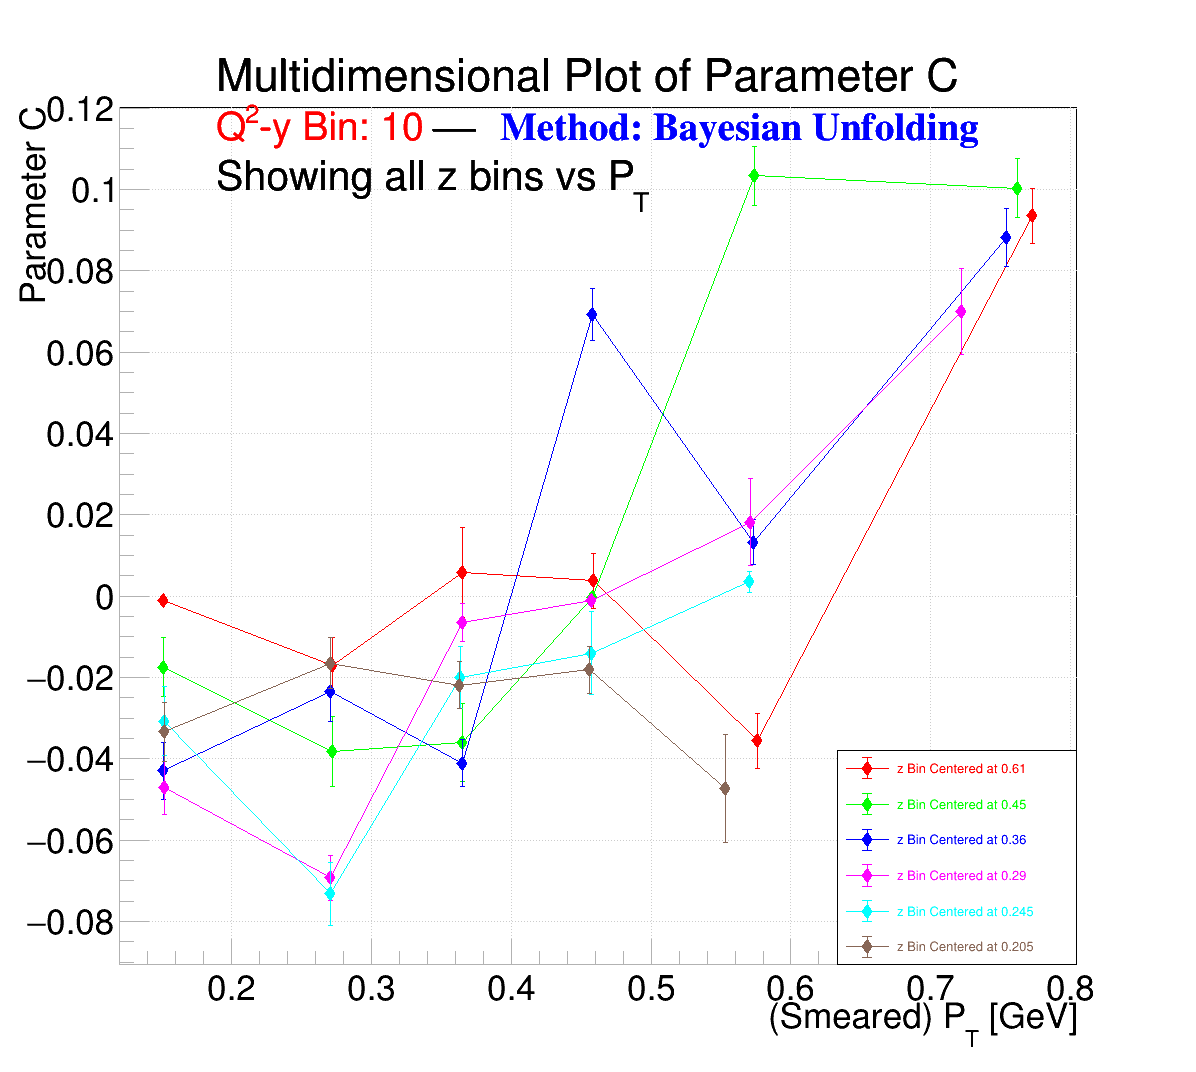 Multidimensional Plot of Parameter C
Q²-y Bin: 10 — Method: Bayesian Unfolding
Showing all z bins vs P_T
Parameter C
0.12
0.1
0.08
0.06
0.04
0.02
0
−0.02
−0.04
−0.06
−0.08
z Bin Centered at 0.61
z Bin Centered at 0.45
z Bin Centered at 0.36
z Bin Centered at 0.29
z Bin Centered at 0.245
z Bin Centered at 0.205
0.2 0.3 0.4 0.5 0.6 0.7 0.8
(Smeared) P_T [GeV]